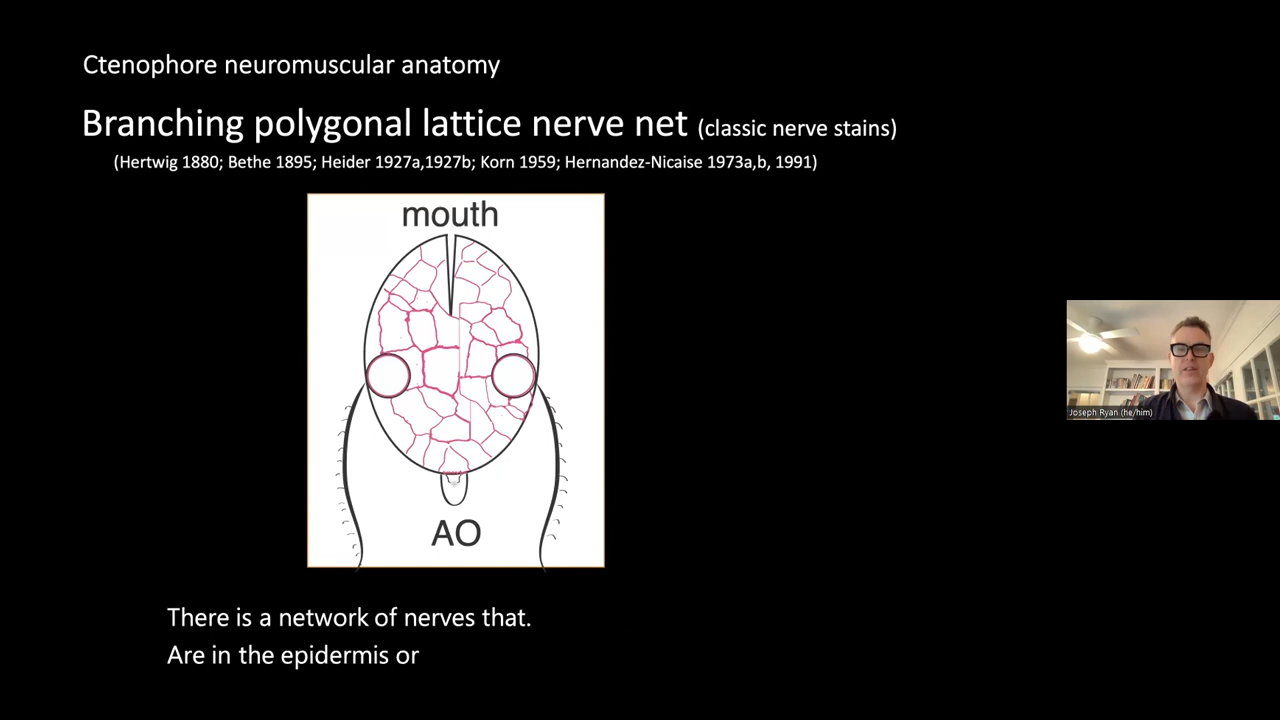 Ctenophore neuromuscular anatomy
Branching polygonal lattice nerve net (classic nerve stains)
(Hertwig 1880; Bethe 1895; Heider 1927a,1927b; Korn 1959; Hernandez-Nicaise 1973a,b, 1991)
mouth
AO
Joseph Ryan (he/him)
There is a network of nerves that.
Are in the epidermis or